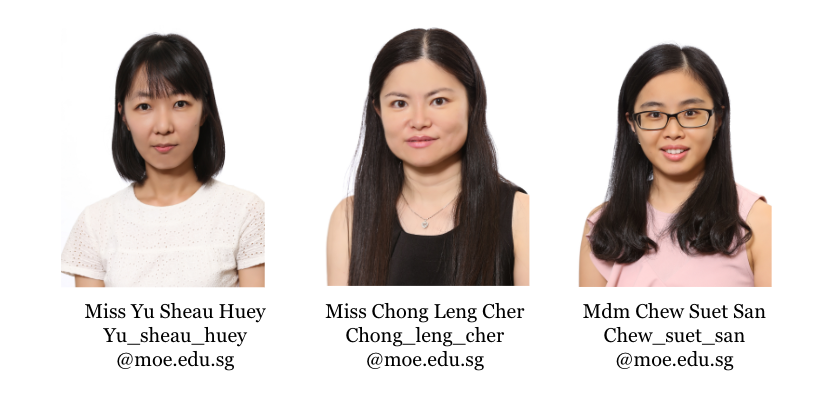 Miss Yu Sheau Huey
Yu_sheau_huey
@moe.edu.sg
Miss Chong Leng Cher
Chong_leng_cher
@moe.edu.sg
Mdm Chew Suet San
Chew_suet_san
@moe.edu.sg